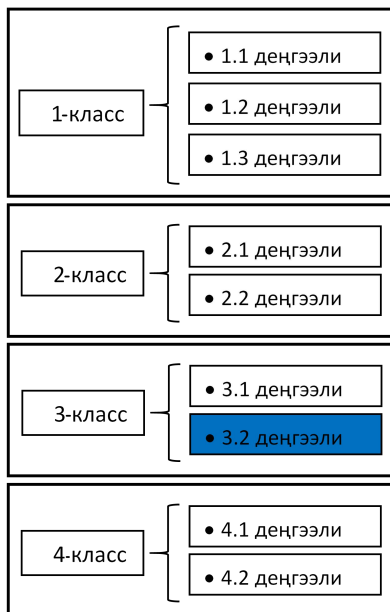 1-класс
• 1.1 деңгээли
• 1.2 деңгээли
• 1.3 деңгээли
2-класс
• 2.1 деңгээли
• 2.2 деңгээли
3-класс
• 3.1 деңгээли
• 3.2 деңгээли
4-класс
• 4.1 деңгээли
• 4.2 деңгээли